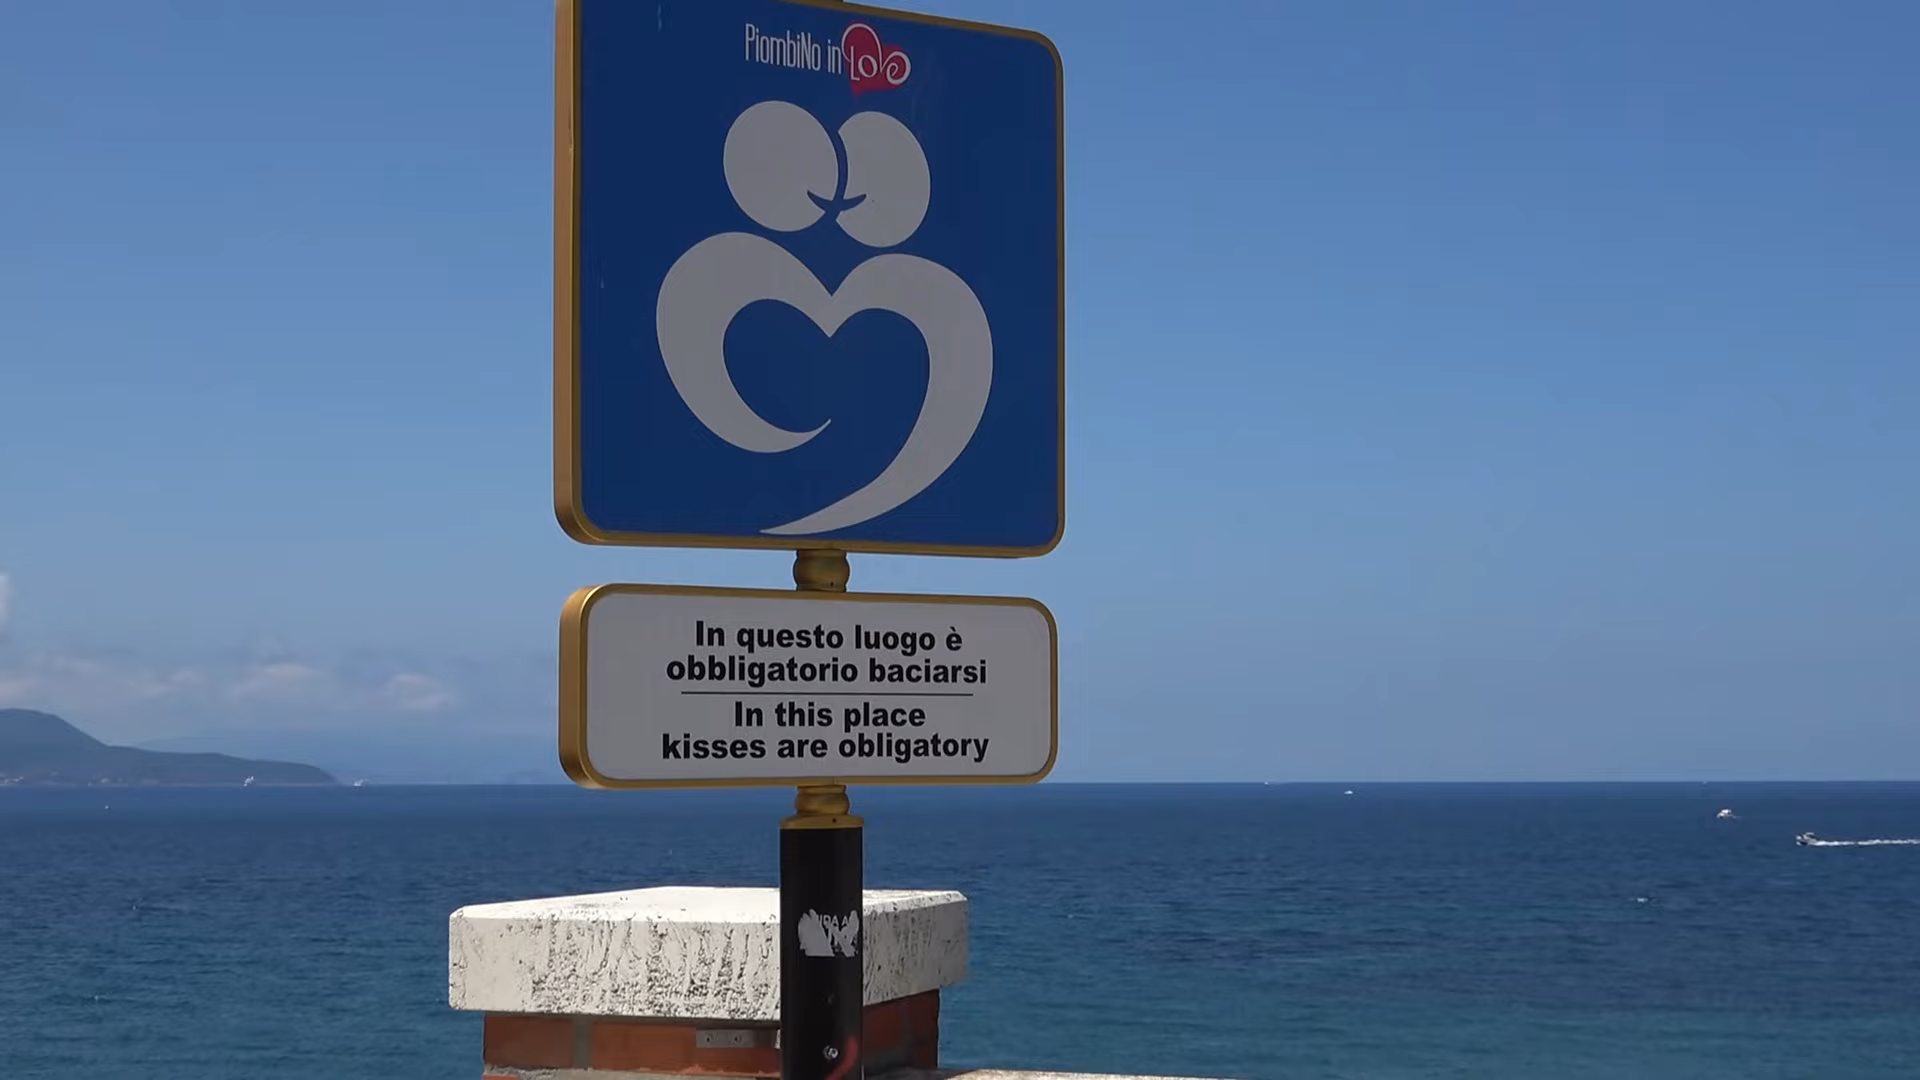 PiombiNo in Love
In questo luogo è
obbligatorio baciarsi
In this place
kisses are obligatory